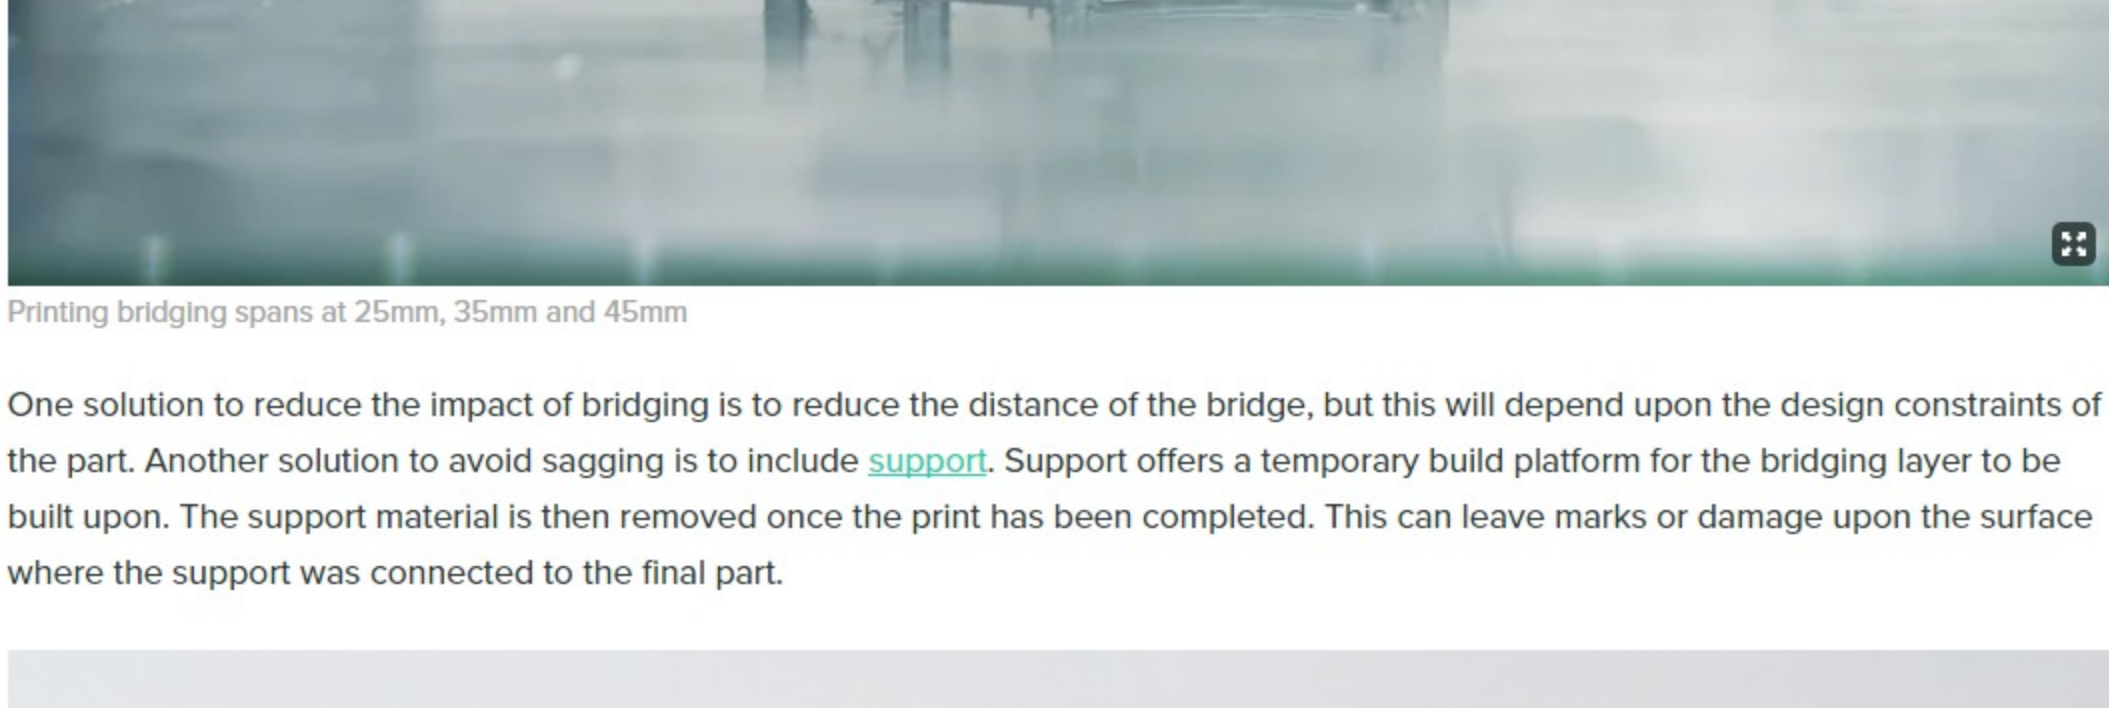 Printing bridging spans at 25mm, 35mm and 45mm
One solution to reduce the impact of bridging is to reduce the distance of the bridge, but this will depend upon the design constraints of
the part. Another solution to avoid sagging is to include support. Support offers a temporary build platform for the bridging layer to be
built upon. The support material is then removed once the print has been completed. This can leave marks or damage upon the surface
where the support was connected to the final part.